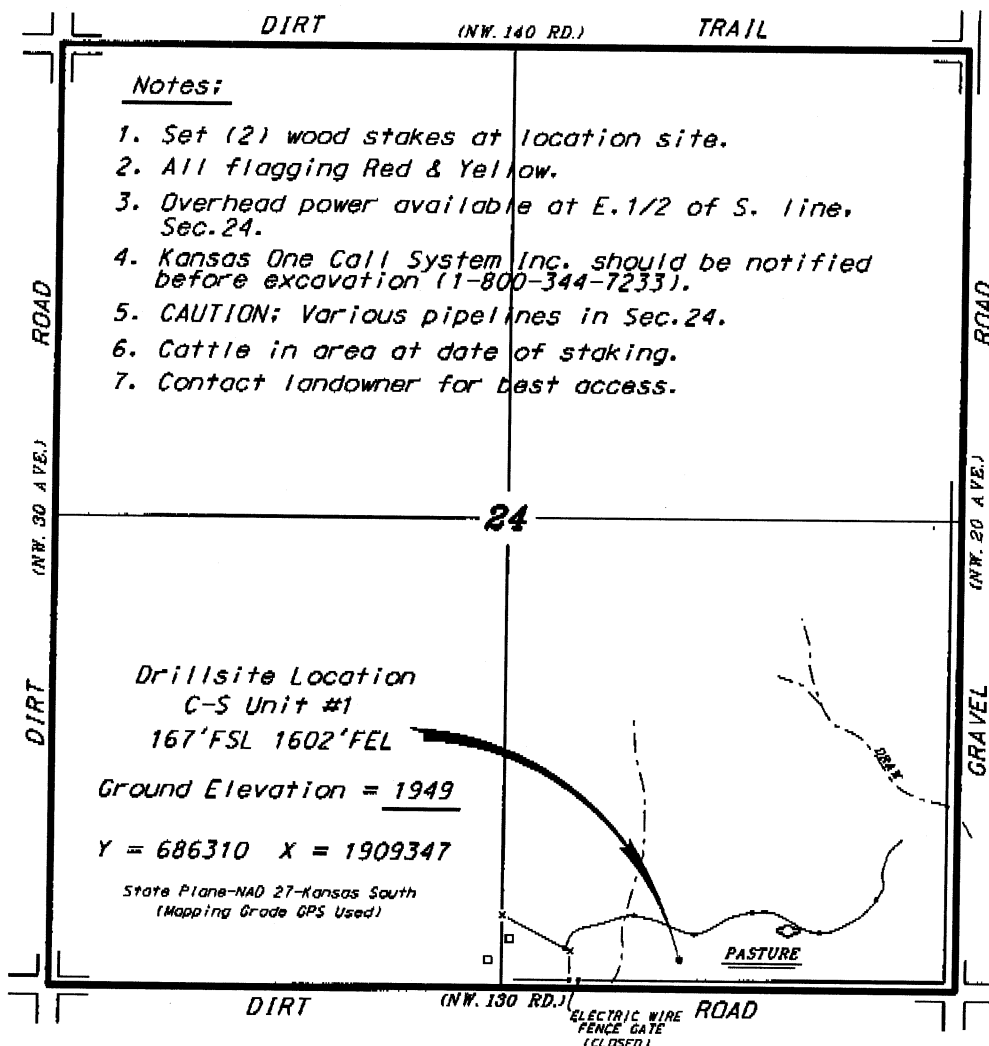 DIRT (NW. 140 RD.) TRAIL
Notes:
1. Set (2) wood stakes at location site.
2. All flagging Red & Yellow.
3. Overhead power available at E.1/2 of S. line,
Sec.24.
4. Kansas One Call System Inc. should be notified
before excavation (1-800-344-7233).
5. CAUTION: Various pipelines in Sec.24.
6. Cattle in area at date of staking.
7. Contact landowner for best access.
ROAD
(NW. 30 AVE.)
DIRT
ROAD
(NW. 20 AVE.)
GRAVEL
24
Drillsite Location
C-S Unit #1
167'FSL 1602'FEL
Ground Elevation = 1949
Y = 686310 X = 1909347
State Plane-NAD 27-Kansas South
(Mapping Grade GPS Used)
DRAW
PASTURE
DIRT (NW. 130 RD.) ROAD
ELECTRIC WIRE
FENCE GATE
(CLOSED)